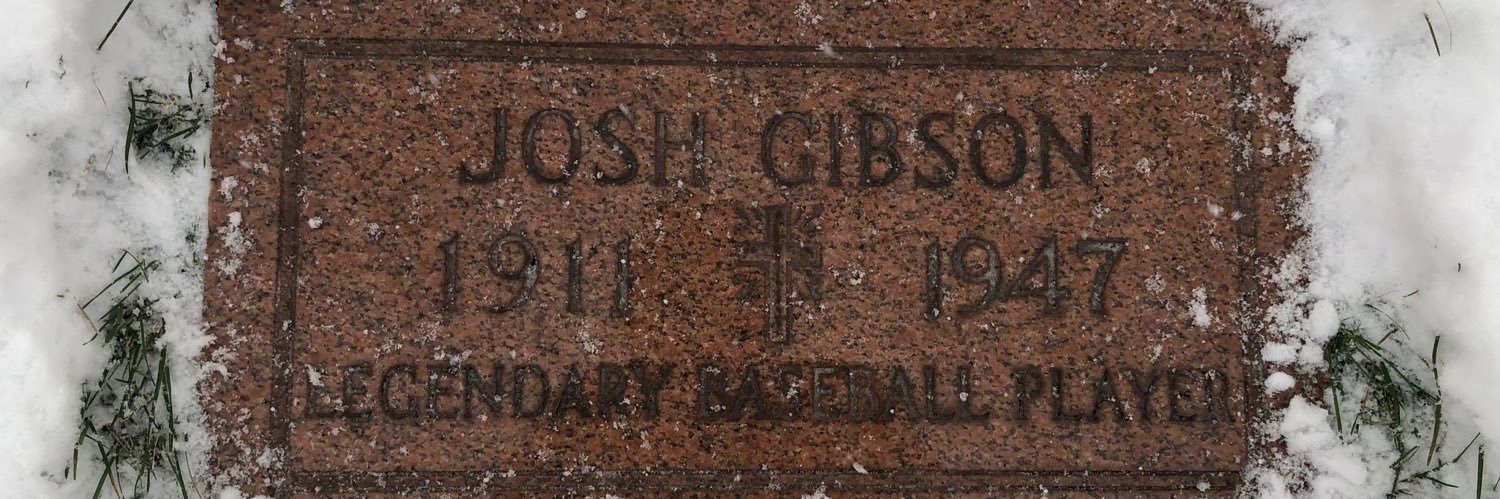 JOSH GIBSON
1911 1947
LEGENDARY BASEBALL PLAYER